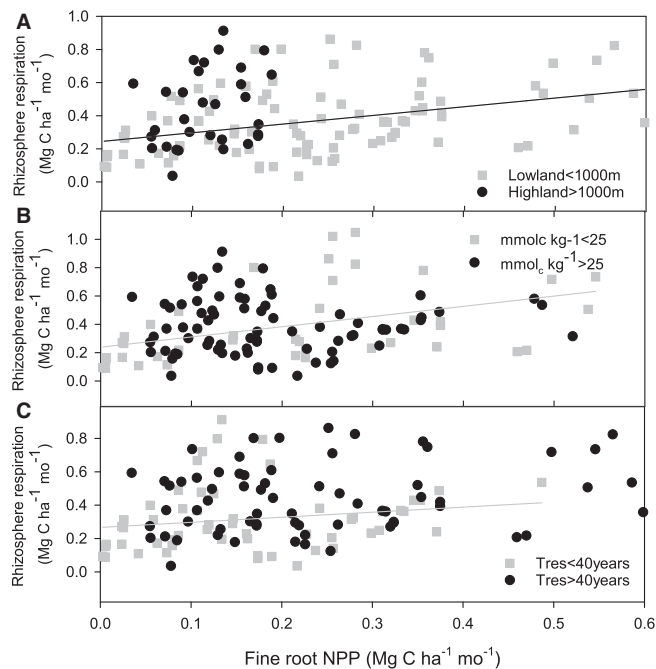 A
1.0
0.8
0.6
0.4
0.2
0.0
Rhizosphere respiration
(Mg C ha⁻¹ mo⁻¹)
Lowland<1000m
Highland>1000m
B
1.0
0.8
0.6
0.4
0.2
0.0
Rhizosphere respiration
(Mg C ha⁻¹ mo⁻¹)
mmolc kg-1<25
mmol꜀ kg⁻¹>25
C
0.8
0.6
0.4
0.2
0.0
Rhizosphere respiration
(Mg C ha⁻¹ mo⁻¹)
Tres<40years
Tres>40years
0.0 0.1 0.2 0.3 0.4 0.5 0.6
Fine root NPP (Mg C ha⁻¹ mo⁻¹)